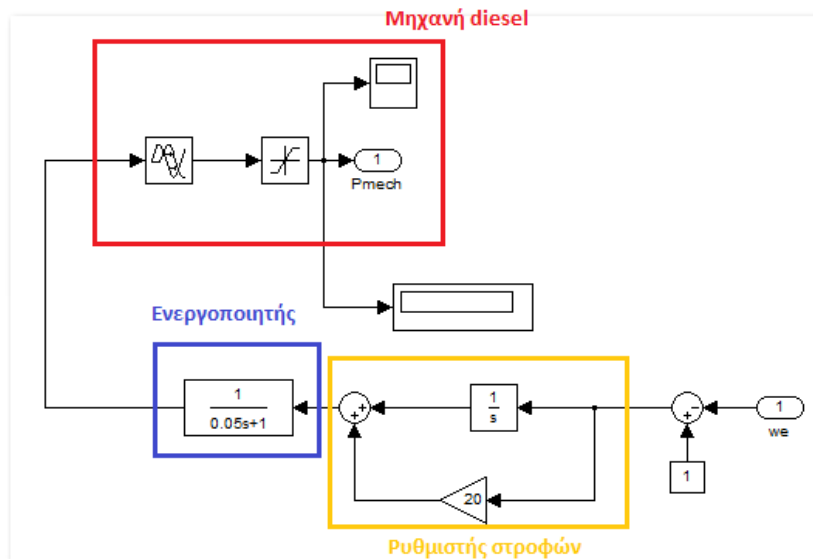 Μηχανή diesel
1
Pmech
Ενεργοποιητής
1
0.05s+1
+
+
1
s
−
+
1
we
1
20
Ρυθμιστής στροφών